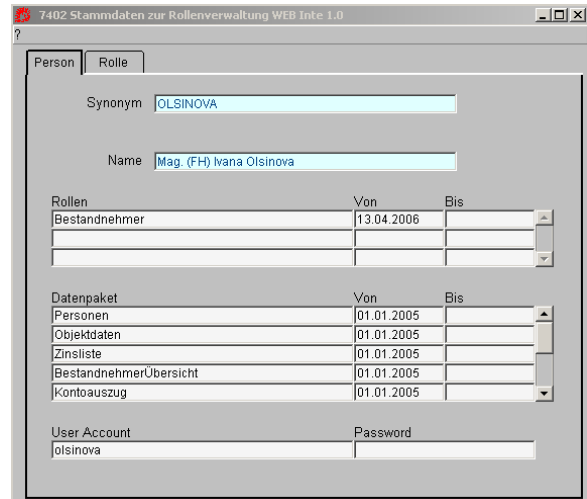 7402 Stammdaten zur Rollenverwaltung WEB Inte 1.0
?
Person Rolle
Synonym OLSINOVA
Name Mag. (FH) Ivana Olsinova
Rollen Von Bis
Bestandnehmer 13.04.2006
Datenpaket Von Bis
Personen 01.01.2005
Objektdaten 01.01.2005
Zinsliste 01.01.2005
BestandnehmerÜbersicht 01.01.2005
Kontoauszug 01.01.2005
User Account Password
olsinova